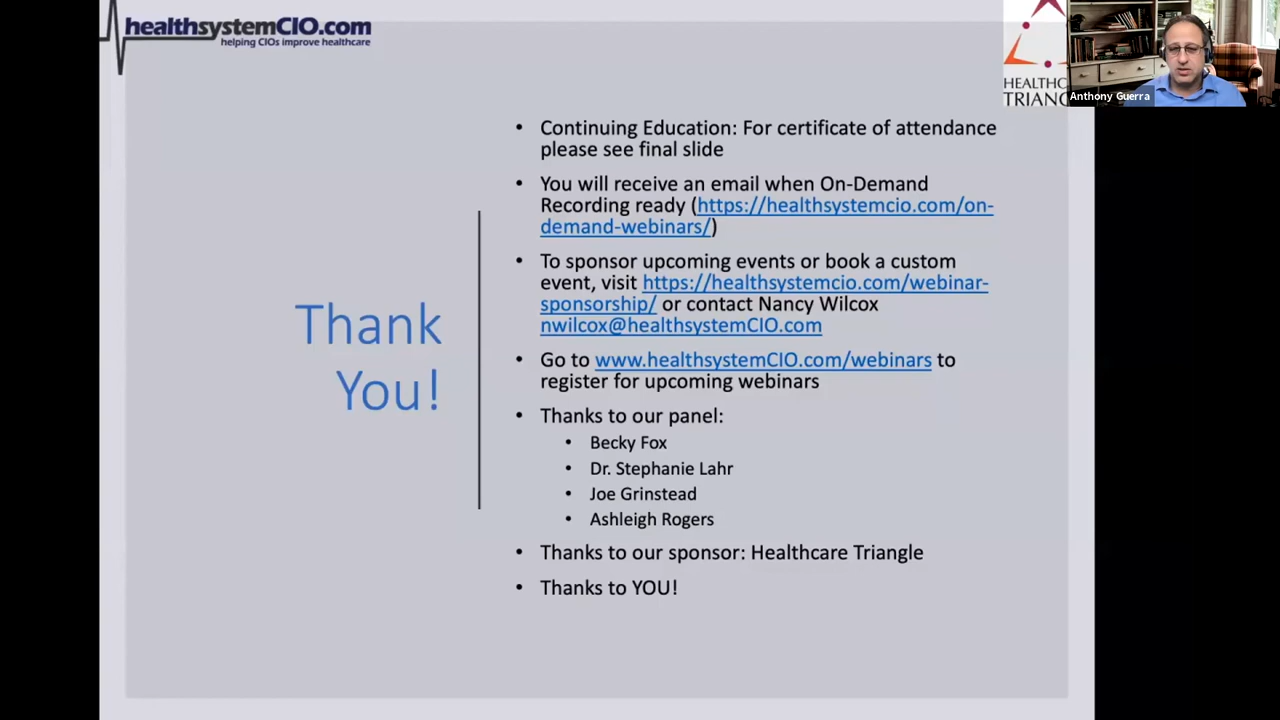 healthsystemCIO.com
helping CIOs improve healthcare
HEALTHC
TRIANG
Anthony Guerra
Thank
You!
• Continuing Education: For certificate of attendance
please see final slide
• You will receive an email when On-Demand
Recording ready (https://healthsystemcio.com/on-
demand-webinars/)
• To sponsor upcoming events or book a custom
event, visit https://healthsystemcio.com/webinar-
sponsorship/ or contact Nancy Wilcox
nwilcox@healthsystemCIO.com
• Go to www.healthsystemCIO.com/webinars to
register for upcoming webinars
• Thanks to our panel:
• Becky Fox
• Dr. Stephanie Lahr
• Joe Grinstead
• Ashleigh Rogers
• Thanks to our sponsor: Healthcare Triangle
• Thanks to YOU!